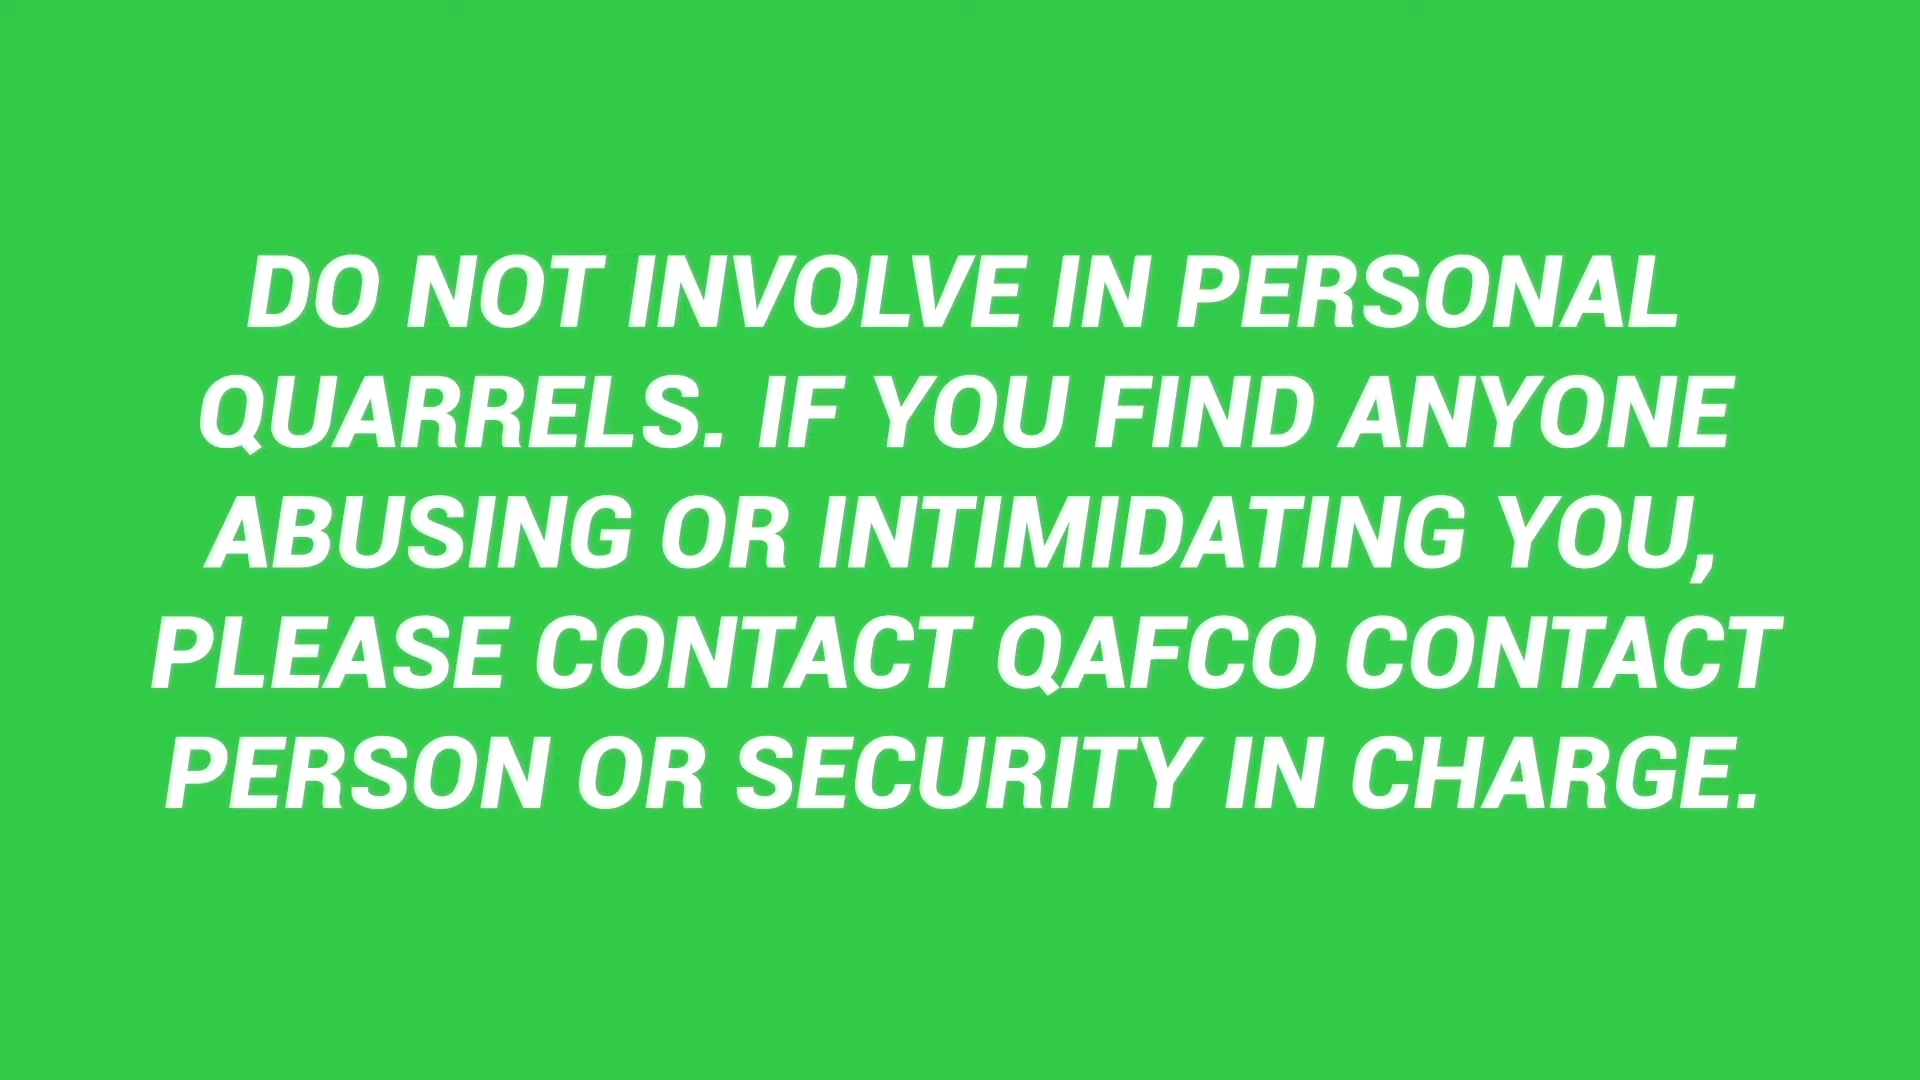 DO NOT INVOLVE IN PERSONAL
QUARRELS. IF YOU FIND ANYONE
ABUSING OR INTIMIDATING YOU,
PLEASE CONTACT QAFCO CONTACT
PERSON OR SECURITY IN CHARGE.